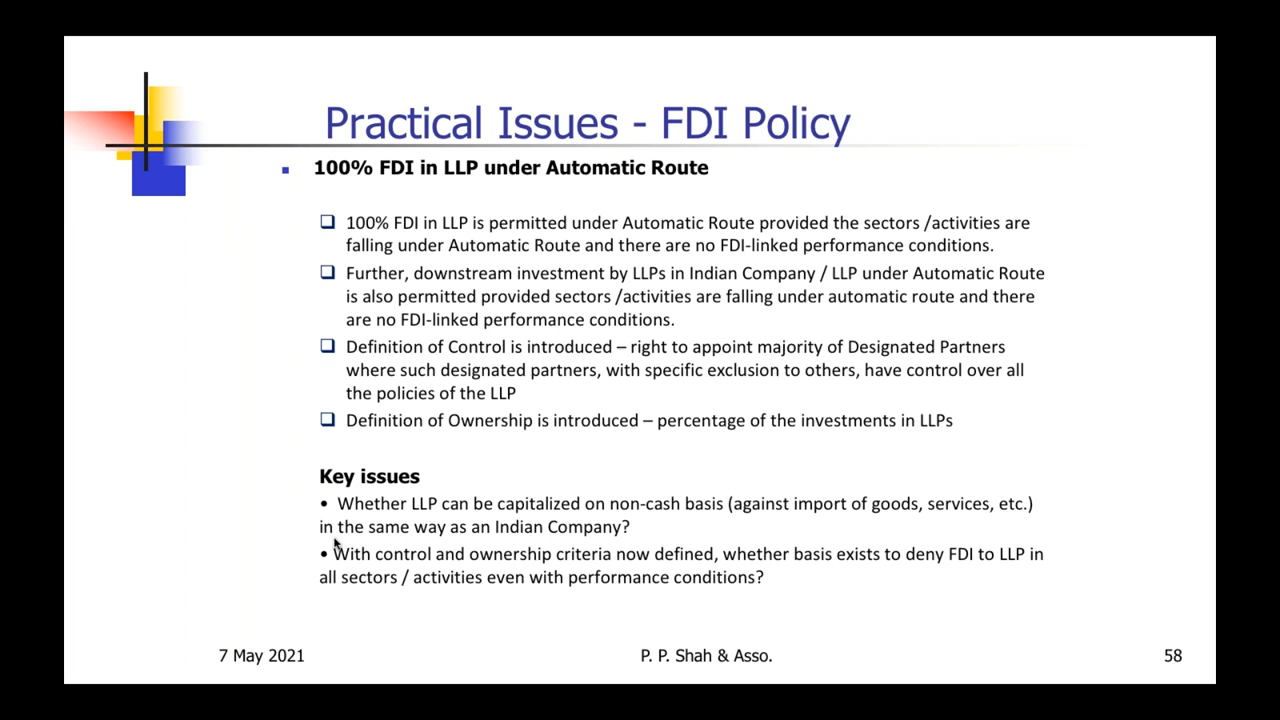 Practical Issues - FDI Policy
100% FDI in LLP under Automatic Route
100% FDI in LLP is permitted under Automatic Route provided the sectors /activities are
falling under Automatic Route and there are no FDI-linked performance conditions.
Further, downstream investment by LLPs in Indian Company / LLP under Automatic Route
is also permitted provided sectors /activities are falling under automatic route and there
are no FDI-linked performance conditions.
Definition of Control is introduced – right to appoint majority of Designated Partners
where such designated partners, with specific exclusion to others, have control over all
the policies of the LLP
Definition of Ownership is introduced – percentage of the investments in LLPs
Key issues
• Whether LLP can be capitalized on non-cash basis (against import of goods, services, etc.)
in the same way as an Indian Company?
• With control and ownership criteria now defined, whether basis exists to deny FDI to LLP in
all sectors / activities even with performance conditions?
7 May 2021
P. P. Shah & Asso.
58